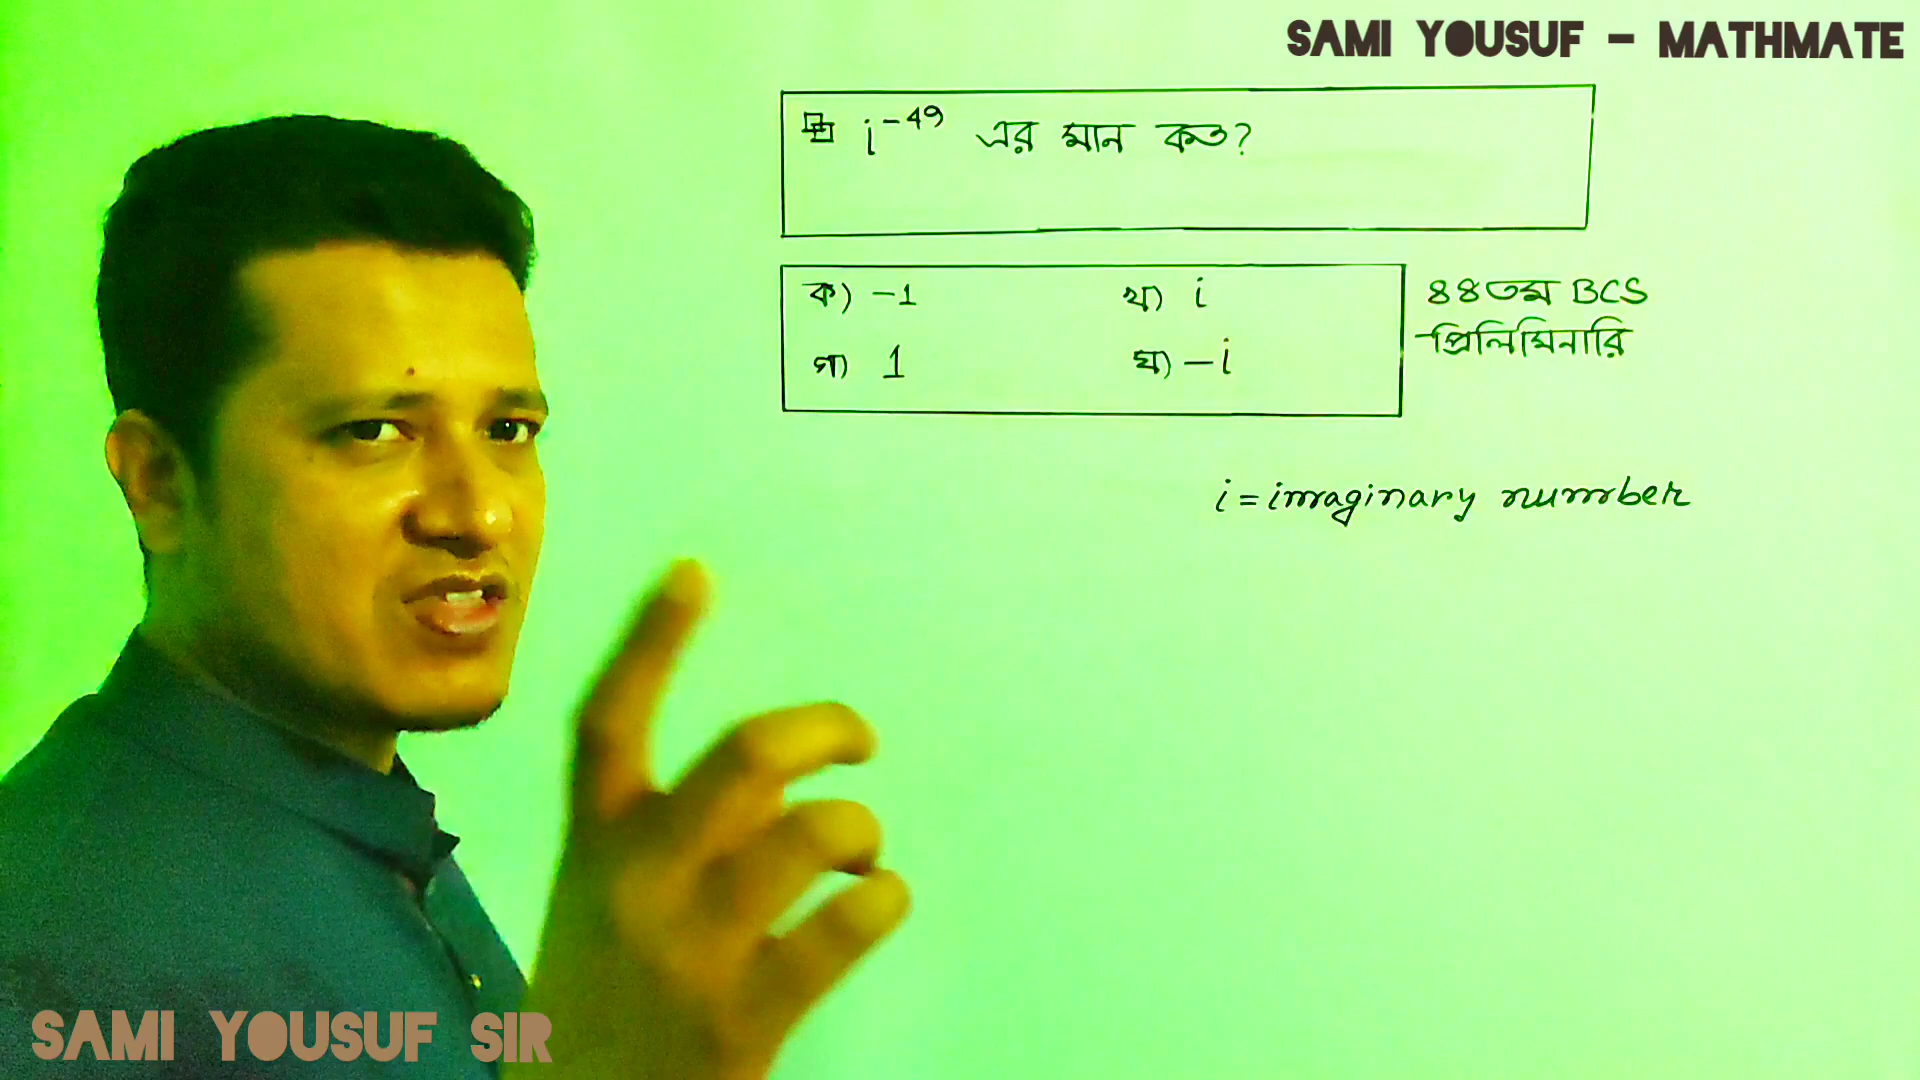 SAMI YOUSUF - MATHMATE
i⁻⁴⁹ এর মান কত?
ক) -1 খ) i
গ) 1 ঘ) -i
৪৪তম BCS
প্রিলিমিনারি
i = imaginary number
SAMI YOUSUF SIR